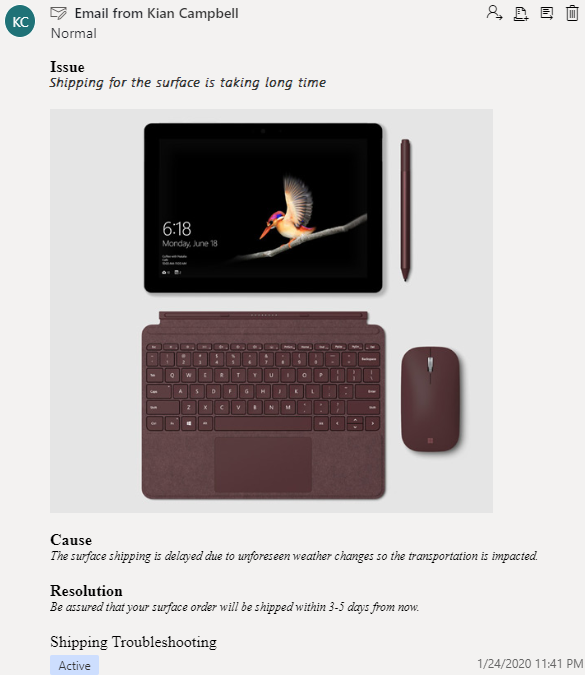 KC
Email from Kian Campbell
Normal
Issue
Shipping for the surface is taking long time
6:18
Monday, June 18
Cause
The surface shipping is delayed due to unforeseen weather changes so the transportation is impacted.
Resolution
Be assured that your surface order will be shipped within 3-5 days from now.
Shipping Troubleshooting
Active
1/24/2020 11:41 PM